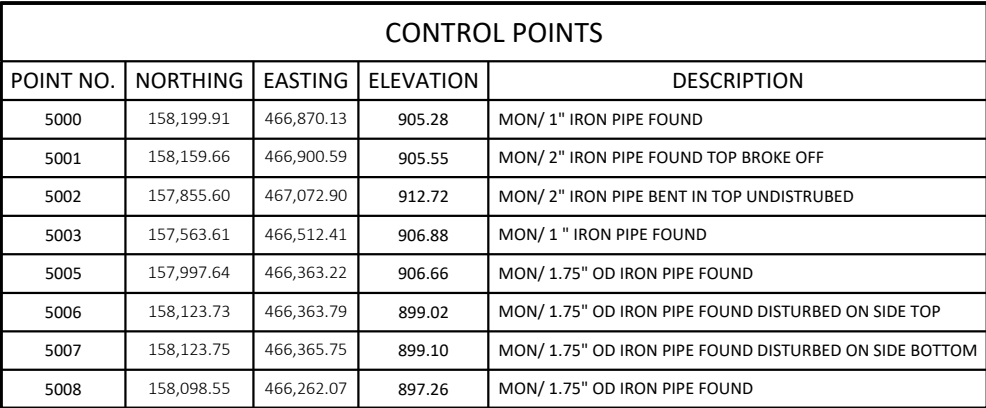 CONTROL POINTS
POINT NO. NORTHING EASTING ELEVATION DESCRIPTION
5000 158,199.91 466,870.13 905.28 MON/ 1" IRON PIPE FOUND
5001 158,159.66 466,900.59 905.55 MON/ 2" IRON PIPE FOUND TOP BROKE OFF
5002 157,855.60 467,072.90 912.72 MON/ 2" IRON PIPE BENT IN TOP UNDISTRUBED
5003 157,563.61 466,512.41 906.88 MON/ 1 " IRON PIPE FOUND
5005 157,997.64 466,363.22 906.66 MON/ 1.75" OD IRON PIPE FOUND
5006 158,123.73 466,363.79 899.02 MON/ 1.75" OD IRON PIPE FOUND DISTURBED ON SIDE TOP
5007 158,123.75 466,365.75 899.10 MON/ 1.75" OD IRON PIPE FOUND DISTURBED ON SIDE BOTTOM
5008 158,098.55 466,262.07 897.26 MON/ 1.75" OD IRON PIPE FOUND